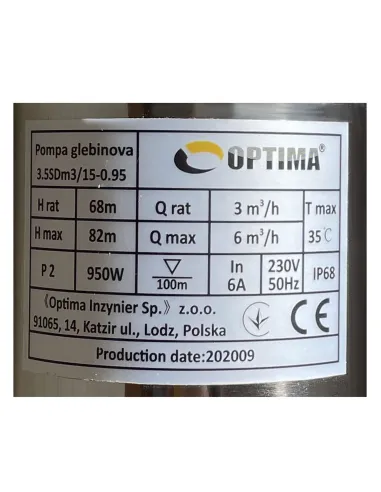 Pompa glebinova
3.5SDm3/15-0.95
OPTIMA®
H rat 68m Q rat 3 m³/h T max
H max 82m Q max 6 m³/h 35℃
P 2 950W 100m In 6A 230V 50Hz IP68
《Optima Inzynier Sp.》 z.o.o.
91065, 14, Katzir ul., Lodz, Polska
CE
Production date:202009